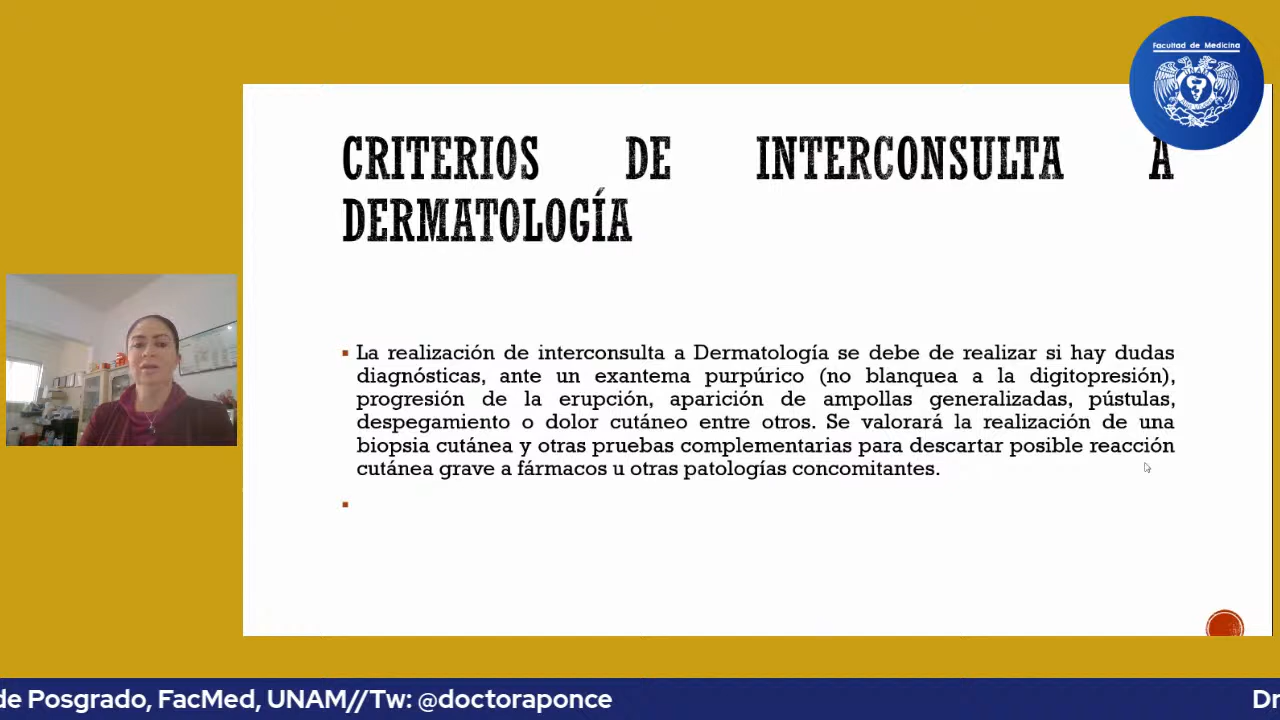 Facultad de Medicina
CRITERIOS DE INTERCONSULTA A
DERMATOLOGÍA
La realización de interconsulta a Dermatología se debe de realizar si hay dudas
diagnósticas, ante un exantema purpúrico (no blanquea a la digitopresión),
progresión de la erupción, aparición de ampollas generalizadas, pústulas,
despegamiento o dolor cutáneo entre otros. Se valorará la realización de una
biopsia cutánea y otras pruebas complementarias para descartar posible reacción
cutánea grave a fármacos u otras patologías concomitantes.
de Posgrado, FacMed, UNAM//Tw: @doctoraponce
Dr